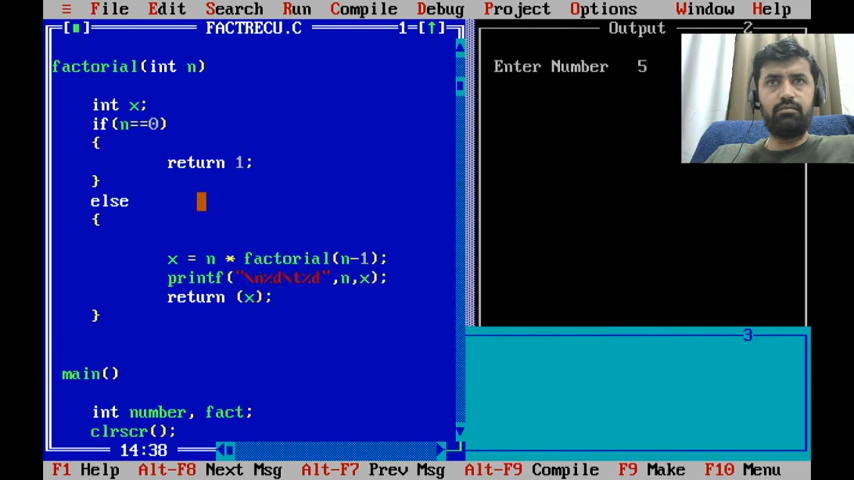 ≡ File Edit Search Run Compile Debug Project Options Window Help
FACTRECU.C 1=[↑]
Output 2
factorial(int n)
Enter Number 5
int x;
if(n==0)
{
return 1;
}
else
{
x = n * factorial(n-1);
printf("\n%d\t%d",n,x);
return (x);
}
3
main()
int number, fact;
clrscr();
14:38
F1 Help Alt-F8 Next Msg Alt-F7 Prev Msg Alt-F9 Compile F9 Make F10 Menu